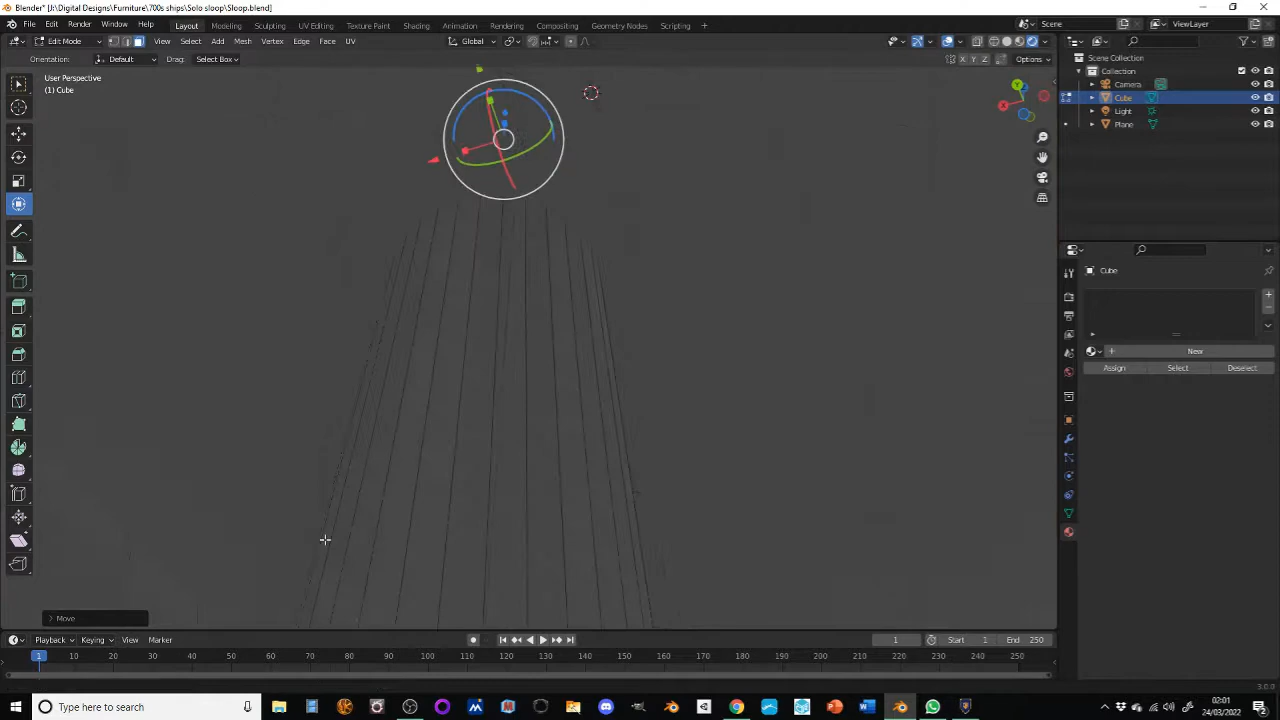 Blender* [J:\Digital Designs\Furniture\700s ships\Solo sloop\Sloop.blend]
File Edit Render Window Help Layout Modeling Sculpting UV Editing Texture Paint Shading Animation Rendering Compositing Geometry Nodes Scripting + Scene ViewLayer
Edit Mode View Select Add Mesh Vertex Edge Face UV Global
Orientation: Default Drag: Select Box X Y Z Options
User Perspective
(1) Cube
Scene Collection
Collection
Camera
Cube
Light
Plane
Cube
New
Assign Select Deselect
Move
Playback Keying View Marker 1 Start 1 End 250
1 10 20 30 40 50 60 70 80 90 100 110 120 130 140 150 160 170 180 190 200 210 220 230 240 250
3.0.0
Type here to search
02:01
24/03/2022